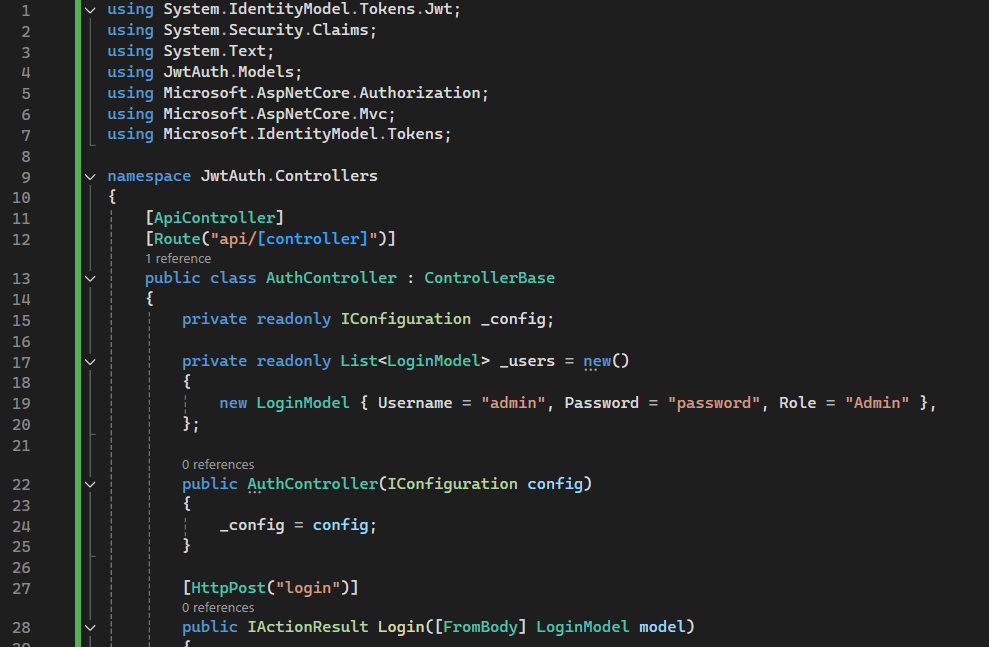 1 using System.IdentityModel.Tokens.Jwt;
2 using System.Security.Claims;
3 using System.Text;
4 using JwtAuth.Models;
5 using Microsoft.AspNetCore.Authorization;
6 using Microsoft.AspNetCore.Mvc;
7 using Microsoft.IdentityModel.Tokens;
8
9 namespace JwtAuth.Controllers
10 {
11 [ApiController]
12 [Route("api/[controller]")]
1 reference
13 public class AuthController : ControllerBase
14 {
15 private readonly IConfiguration _config;
16
17 private readonly List<LoginModel> _users = new()
18 {
19 new LoginModel { Username = "admin", Password = "password", Role = "Admin" },
20 };
21
0 references
22 public AuthController(IConfiguration config)
23 {
24 _config = config;
25 }
26
27 [HttpPost("login")]
0 references
28 public IActionResult Login([FromBody] LoginModel model)